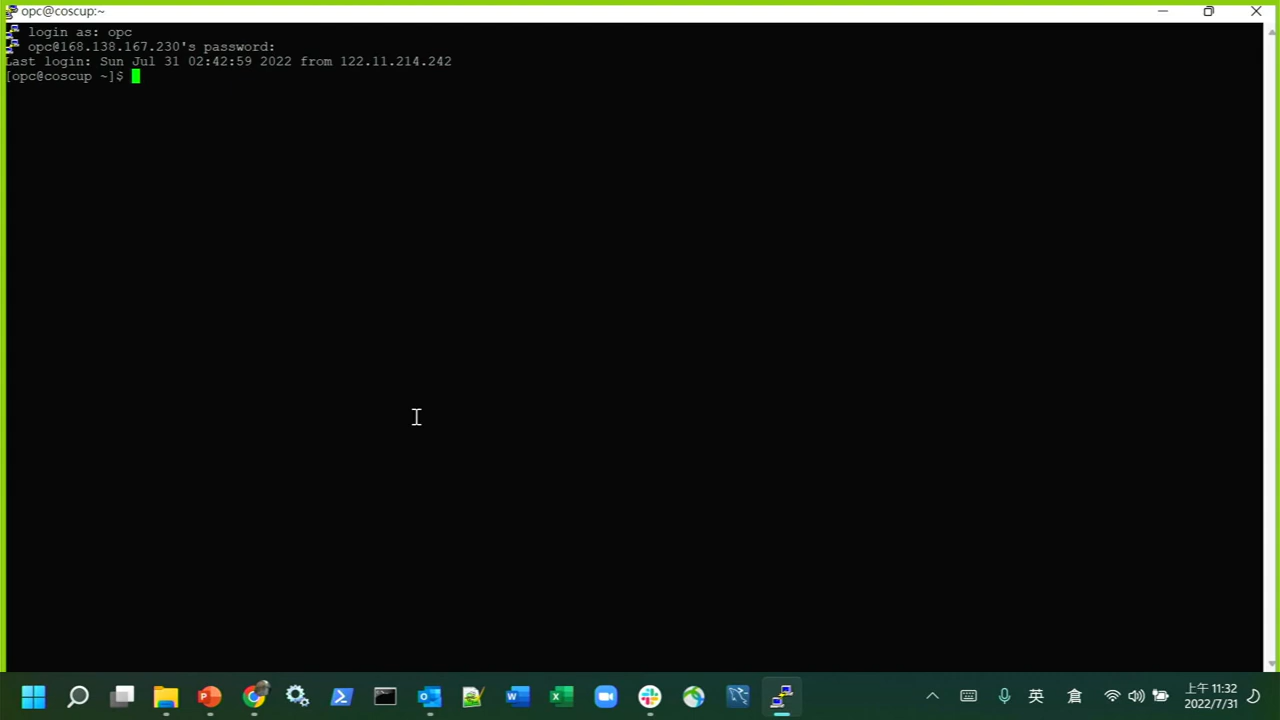 opc@coscup:~
login as: opc
opc@168.138.167.230's password:
Last login: Sun Jul 31 02:42:59 2022 from 122.11.214.242
[opc@coscup ~]$
英
倉
上午 11:32
2022/7/31